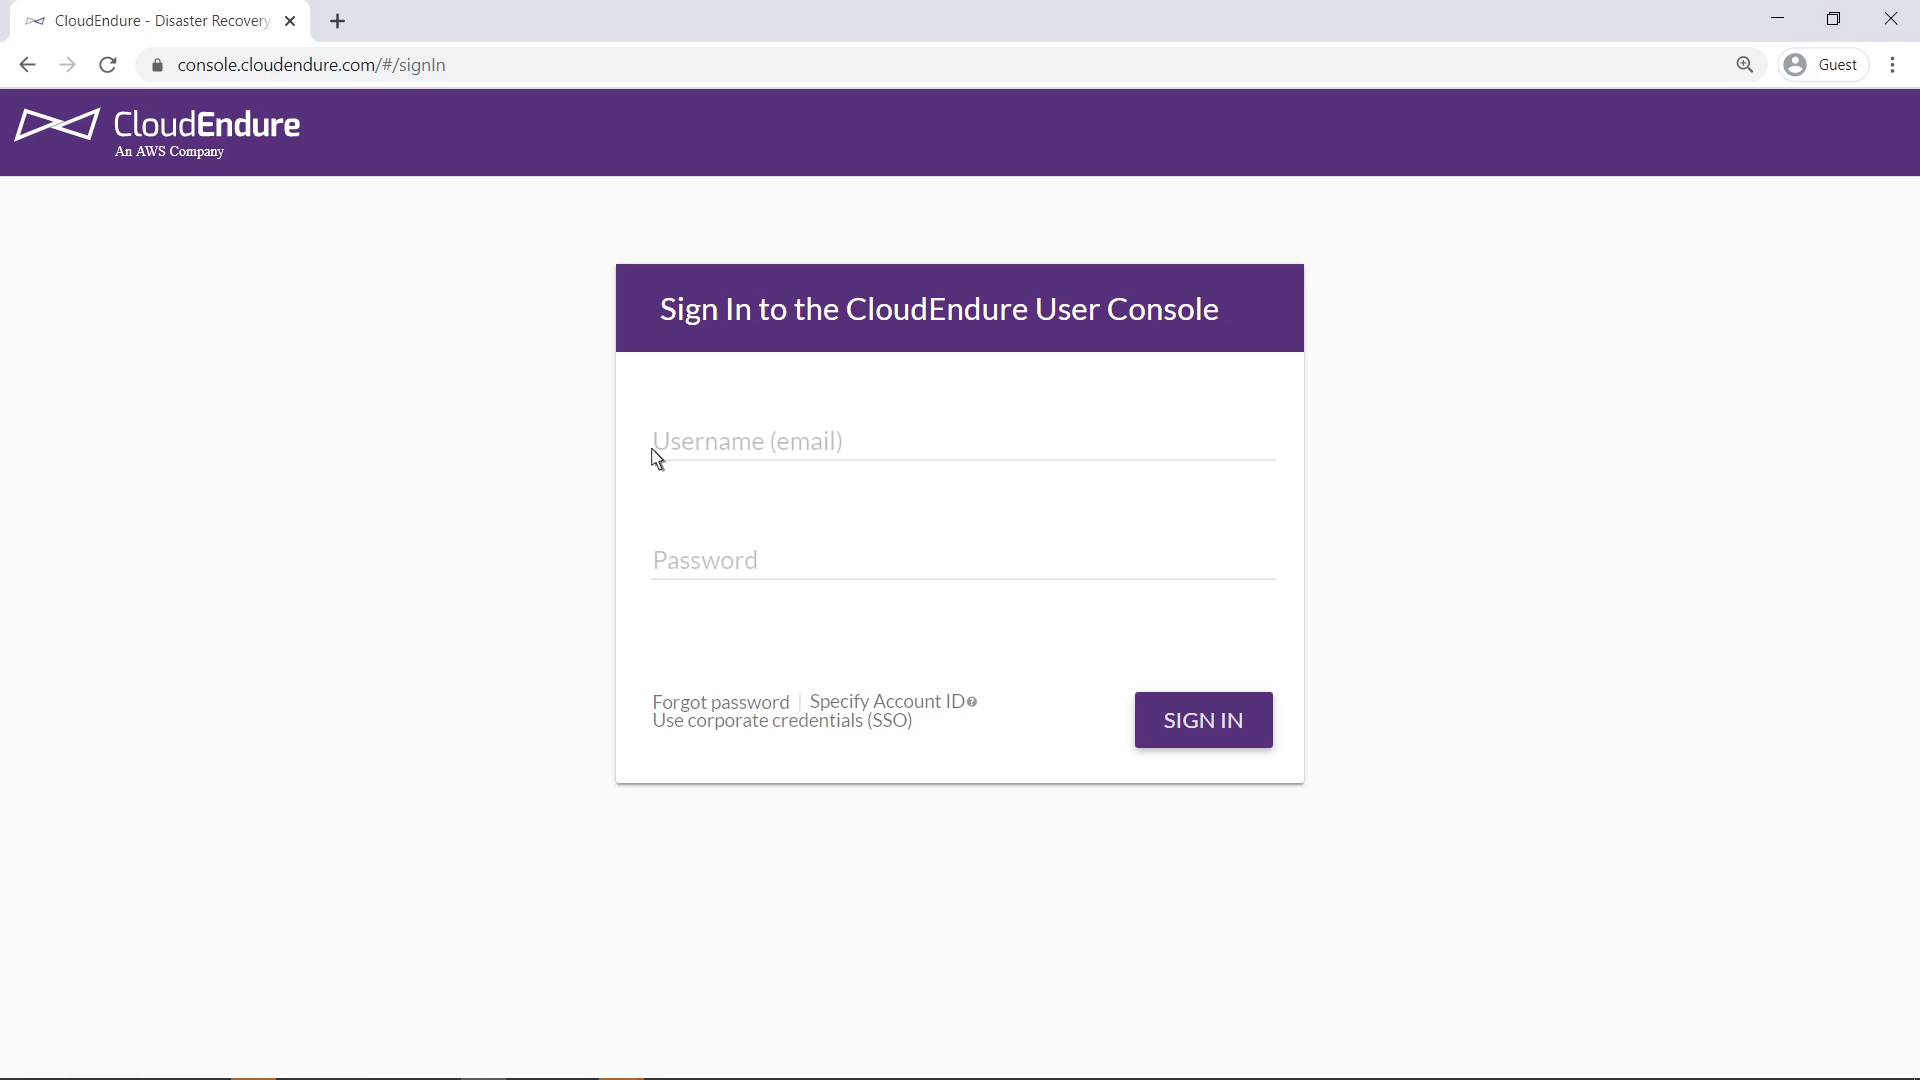 CloudEndure - Disaster Recovery
console.cloudendure.com/#/signIn
Guest
CloudEndure
An AWS Company
Sign In to the CloudEndure User Console
Username (email)
Password
Forgot password | Specify Account ID
Use corporate credentials (SSO)
SIGN IN